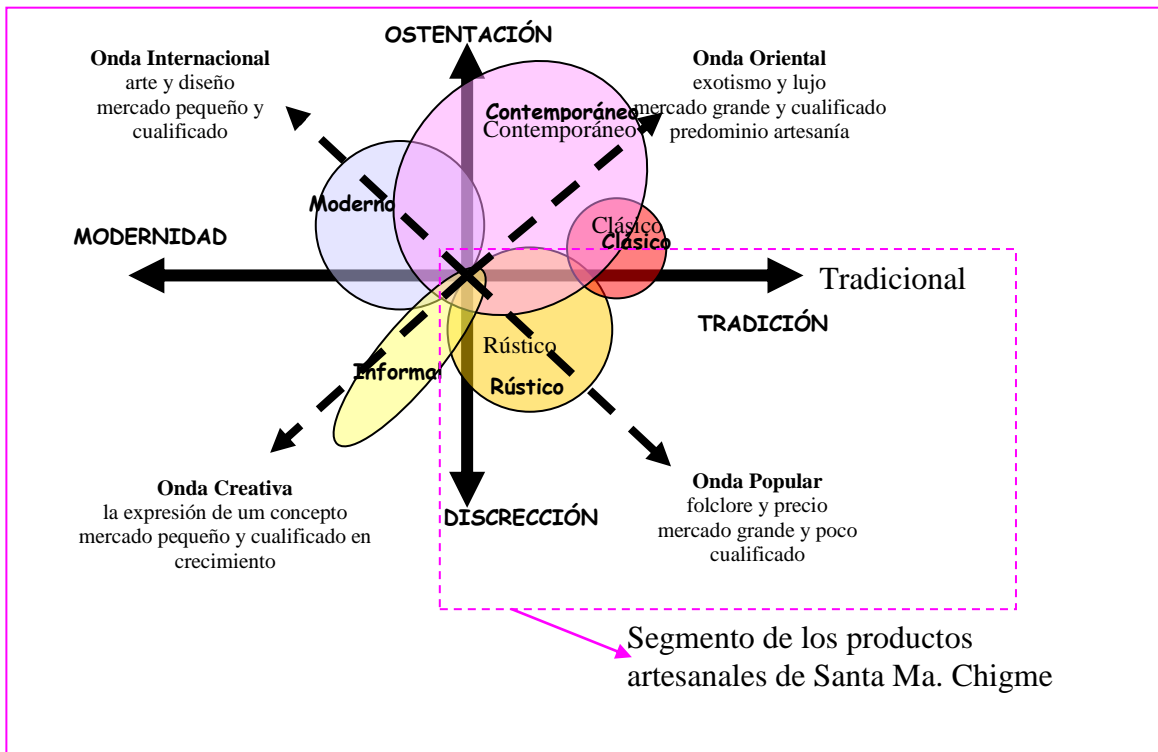 OSTENTACIÓN
Onda Internacional
arte y diseño
mercado pequeño y
cualificado
Onda Oriental
exotismo y lujo
mercado grande y cualificado
predominio artesanía
Contemporáneo
Contemporáneo
Moderno
Clásico
Clásico
MODERNIDAD
Tradicional
TRADICIÓN
Rústico
Informal
Rústico
Onda Creativa
la expresión de um concepto
mercado pequeño y cualificado en
crecimiento
Onda Popular
folclore y precio
mercado grande y poco
cualificado
DISCRECCIÓN
Segmento de los productos
artesanales de Santa Ma. Chigme